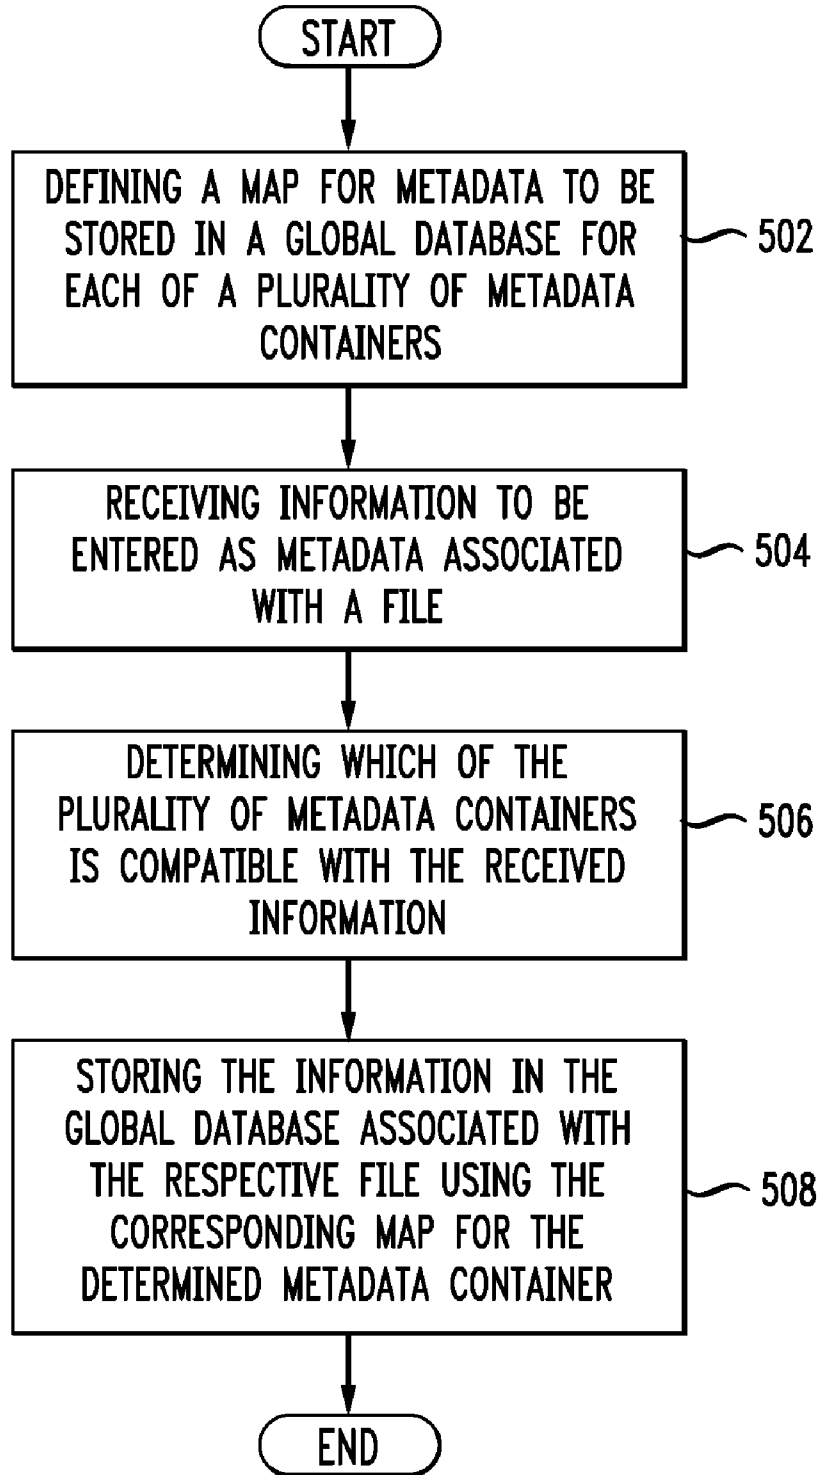 START
DEFINING A MAP FOR METADATA TO BE
STORED IN A GLOBAL DATABASE FOR
EACH OF A PLURALITY OF METADATA
CONTAINERS
502
RECEIVING INFORMATION TO BE
ENTERED AS METADATA ASSOCIATED
WITH A FILE
504
DETERMINING WHICH OF THE
PLURALITY OF METADATA CONTAINERS
IS COMPATIBLE WITH THE RECEIVED
INFORMATION
506
STORING THE INFORMATION IN THE
GLOBAL DATABASE ASSOCIATED WITH
THE RESPECTIVE FILE USING THE
CORRESPONDING MAP FOR THE
DETERMINED METADATA CONTAINER
508
END